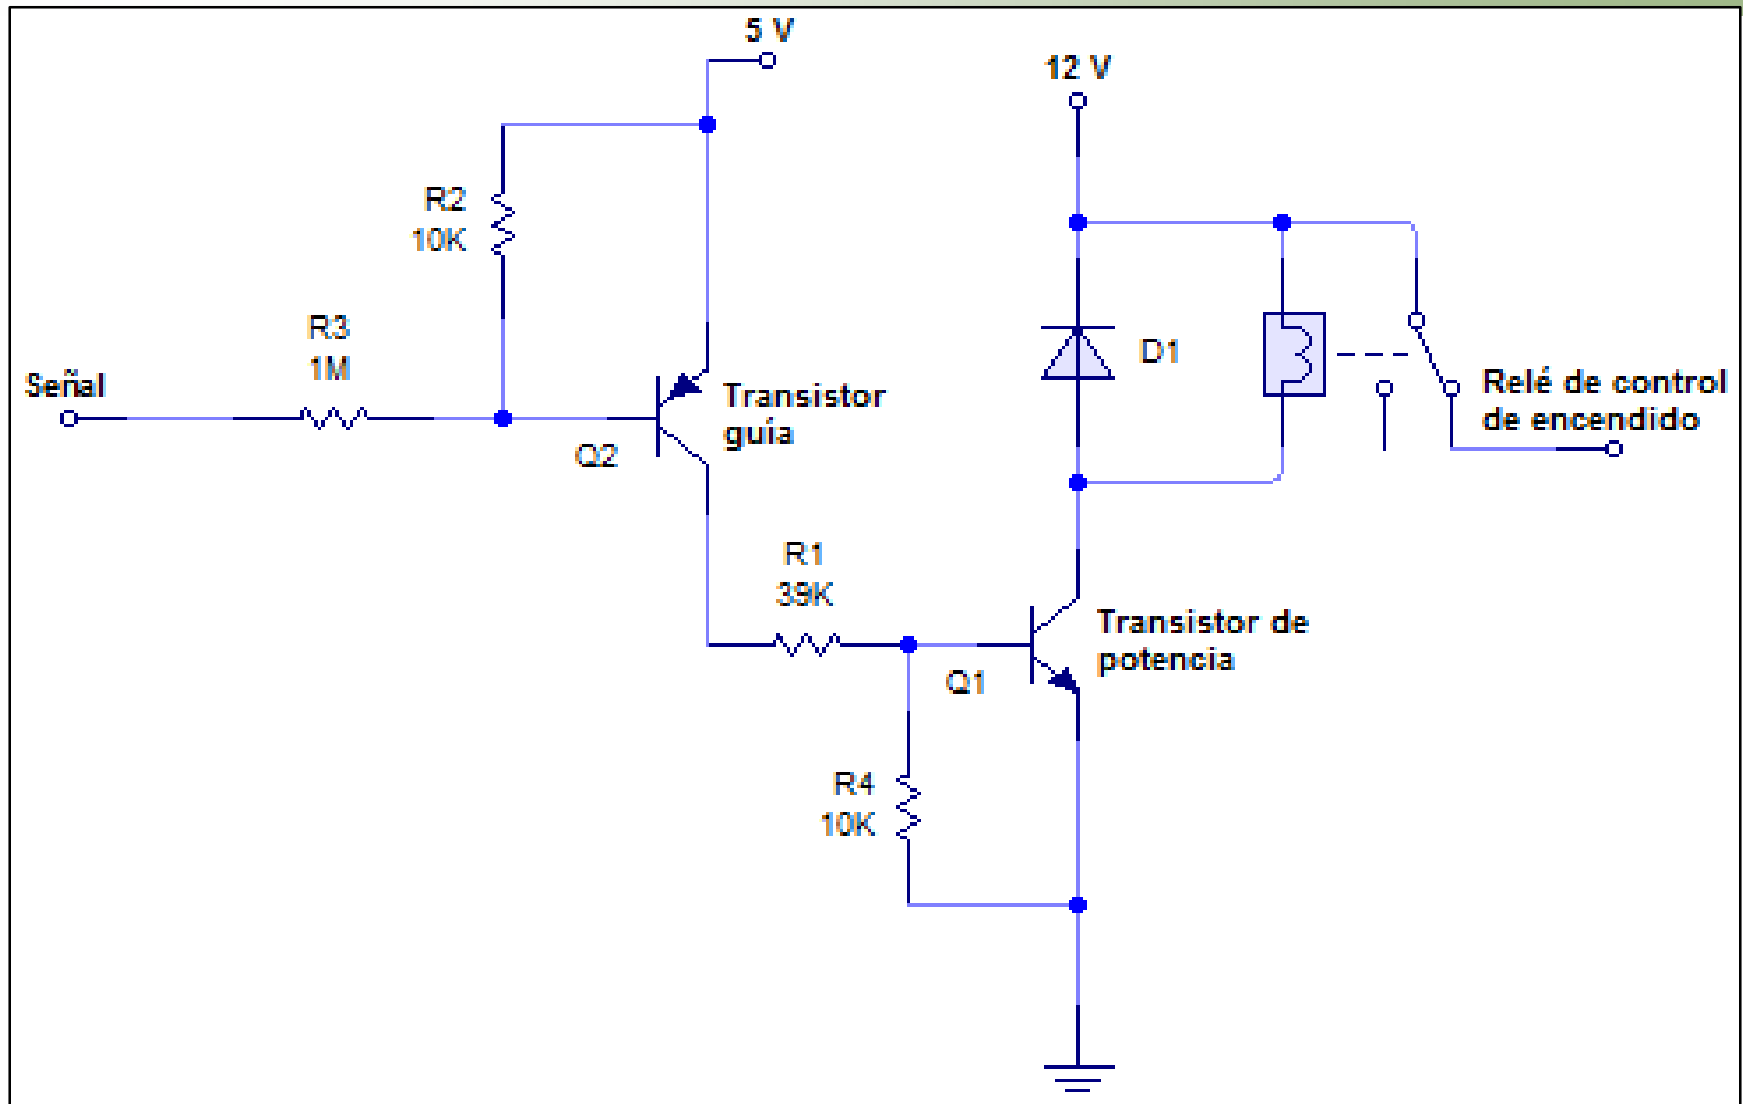 5 V
12 V
R2
10K
R3
1M
Señal
D1
Transistor
guía
Q2
Relé de control
de encendido
R1
39K
Transistor de
potencia
Q1
R4
10K